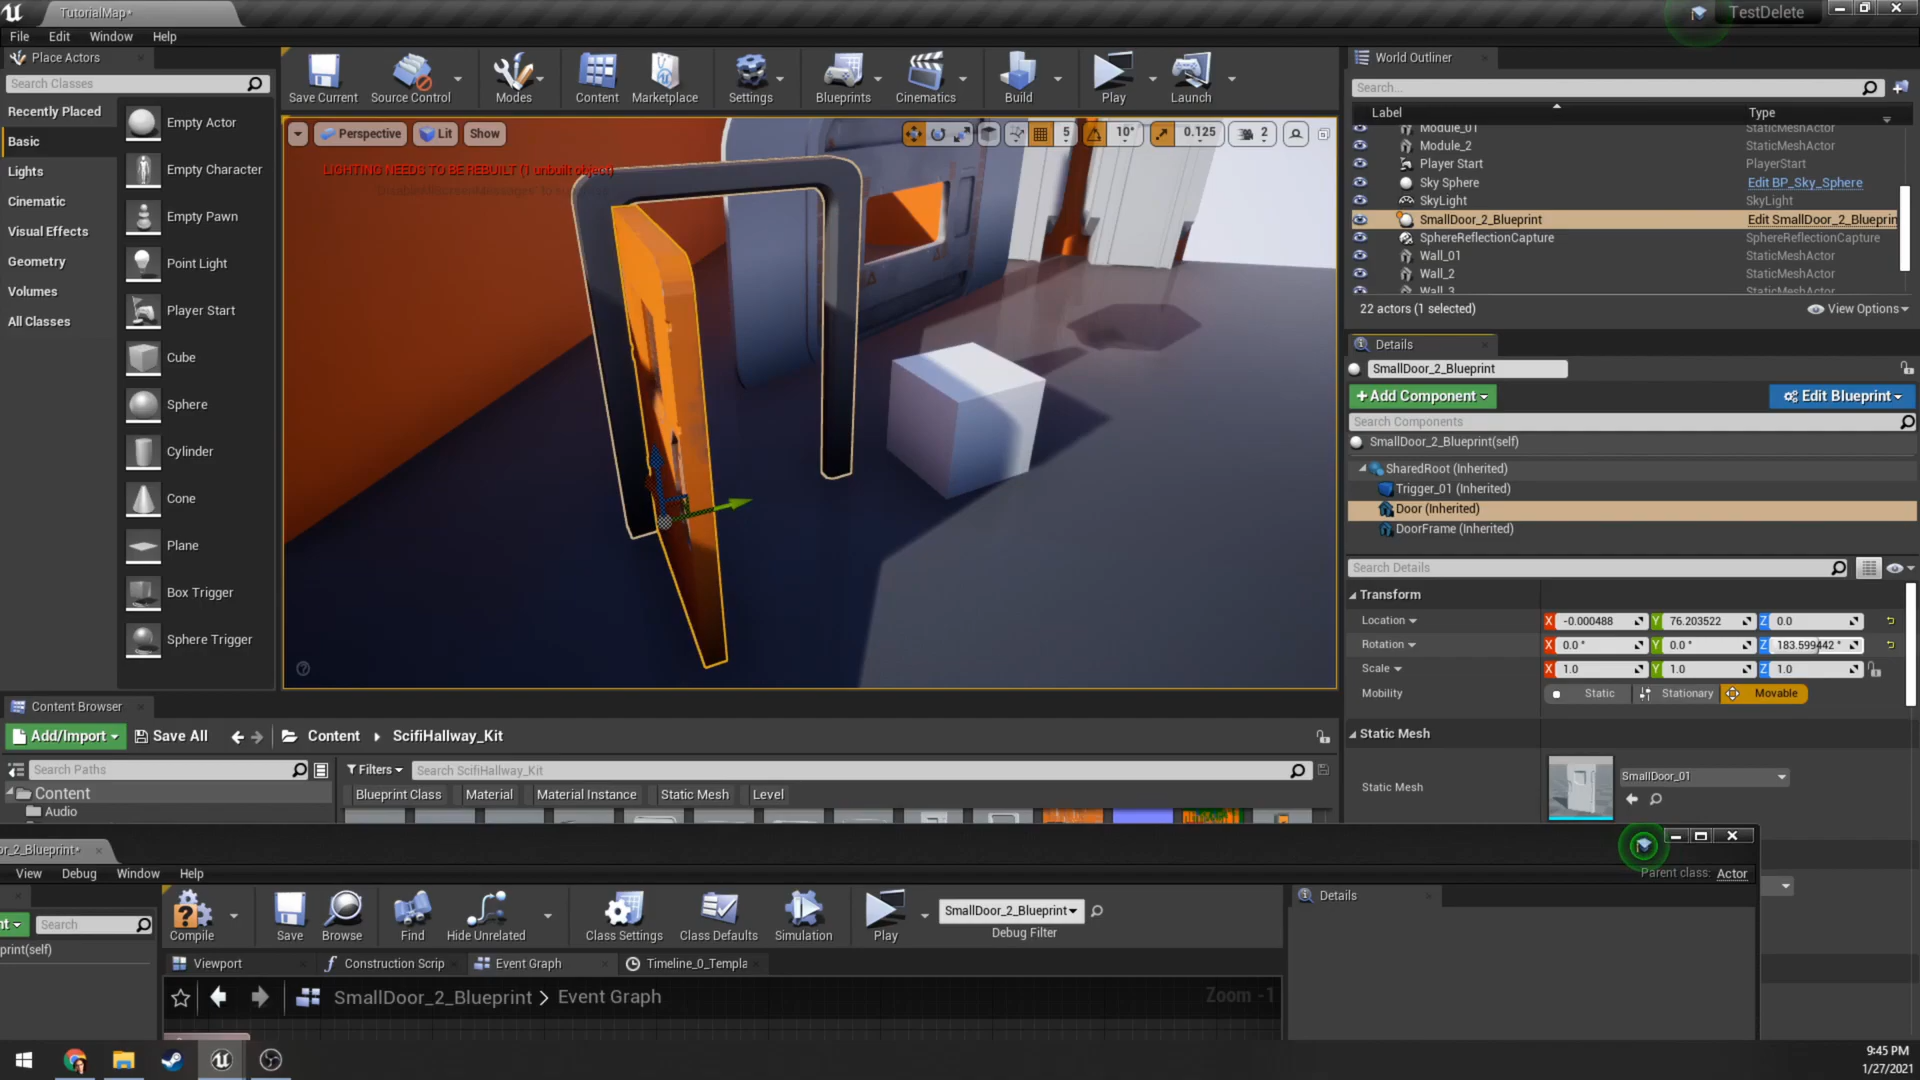 TutorialMap*
TestDelete
File Edit Window Help
Place Actors
Search Classes
Recently Placed
Basic
Lights
Cinematic
Visual Effects
Geometry
Volumes
All Classes
Empty Actor
Empty Character
Empty Pawn
Point Light
Player Start
Cube
Sphere
Cylinder
Cone
Plane
Box Trigger
Sphere Trigger
Save Current
Source Control
Modes
Content
Marketplace
Settings
Blueprints
Cinematics
Build
Play
Launch
Perspective
Lit
Show
5
10°
0.125
2
LIGHTING NEEDS TO BE REBUILT (1 unbuilt object)
World Outliner
Search...
Label Type
Module_01 StaticMeshActor
Module_2 StaticMeshActor
Player Start PlayerStart
Sky Sphere Edit BP_Sky_Sphere
SkyLight SkyLight
SmallDoor_2_Blueprint Edit SmallDoor_2_Blueprin
SphereReflectionCapture SphereReflectionCapture
Wall_01 StaticMeshActor
Wall_2 StaticMeshActor
Wall_3 StaticMeshActor
22 actors (1 selected)
View Options
Details
SmallDoor_2_Blueprint
+Add Component
Edit Blueprint
Search Components
SmallDoor_2_Blueprint(self)
SharedRoot (Inherited)
Trigger_01 (Inherited)
Door (Inherited)
DoorFrame (Inherited)
Search Details
Transform
Location X -0.000488 Y 76.203522 Z 0.0
Rotation X 0.0 ° Y 0.0 ° Z 183.599442 °
Scale X 1.0 Y 1.0 Z 1.0
Mobility Static Stationary Movable
Static Mesh
Static Mesh
SmallDoor_01
Content Browser
Add/Import
Save All
Content
ScifiHallway_Kit
Search Paths
Filters
Search ScifiHallway_Kit
Content
Audio
Blueprint Class
Material
Material Instance
Static Mesh
Level
or_2_Blueprint*
View Debug Window Help
Parent class: Actor
nt
Search
print(self)
Compile
Save
Browse
Find
Hide Unrelated
Class Settings
Class Defaults
Simulation
Play
SmallDoor_2_Blueprint
Debug Filter
Details
Viewport
Construction Scrip
Event Graph
Timeline_0_Templa
SmallDoor_2_Blueprint > Event Graph
Zoom -1
9:45 PM
1/27/2021